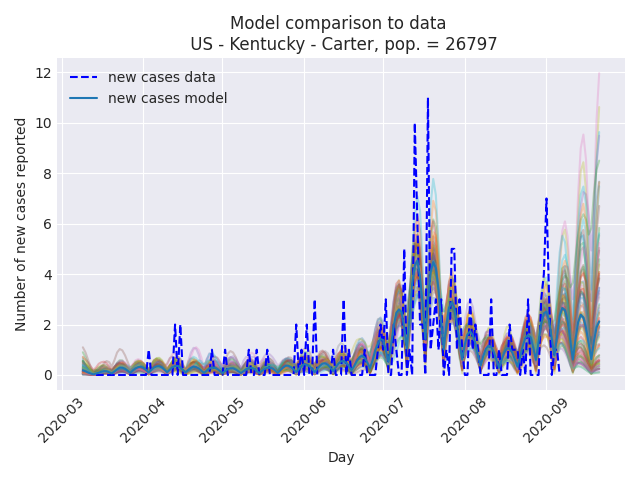 Model comparison to data
US - Kentucky - Carter, pop. = 26797
new cases data
new cases model
Number of new cases reported
12
10
8
6
4
2
0
2020-03
2020-04
2020-05
2020-06
2020-07
2020-08
2020-09
Day